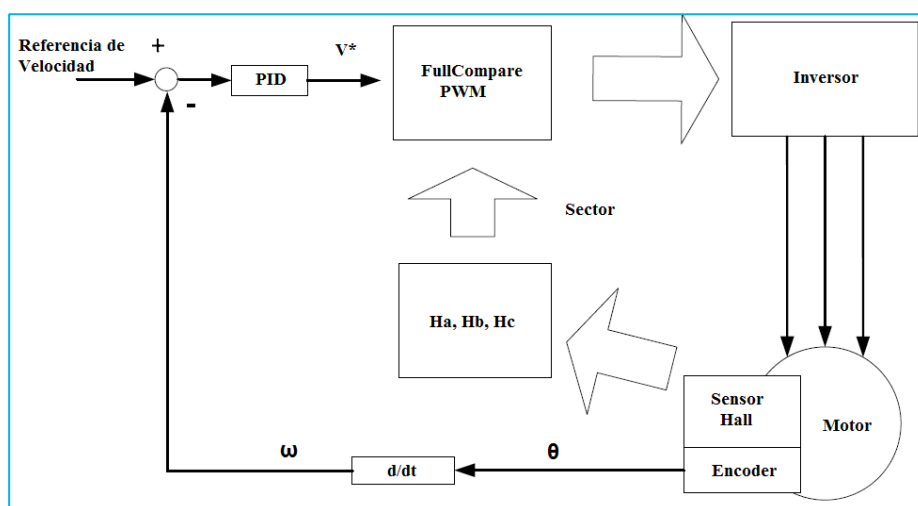 Referencia de
Velocidad
+
-
PID
V*
FullCompare
PWM
Inversor
Sector
Ha, Hb, Hc
Sensor
Hall
Motor
Encoder
θ
d/dt
ω